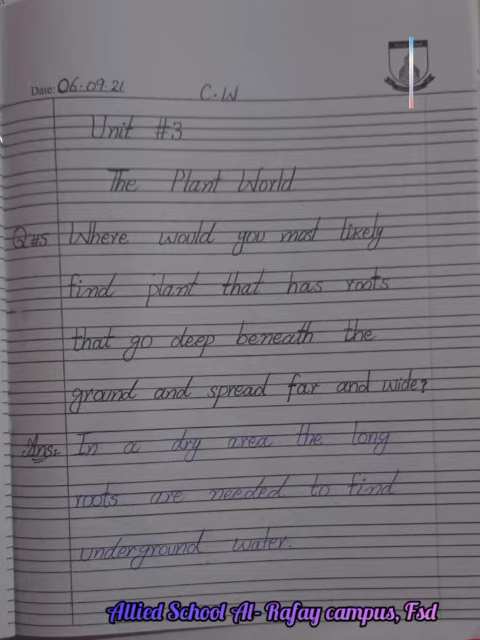 Date: 06-09-21
C.W
Unit #3
The Plant World
Q#5 Where would you most likely
find plant that has roots
that go deep beneath the
ground and spread far and wide?
Ans:- In a dry area the long
roots are needed to find
underground water.
Allied School Al- Rafay campus, Fsd